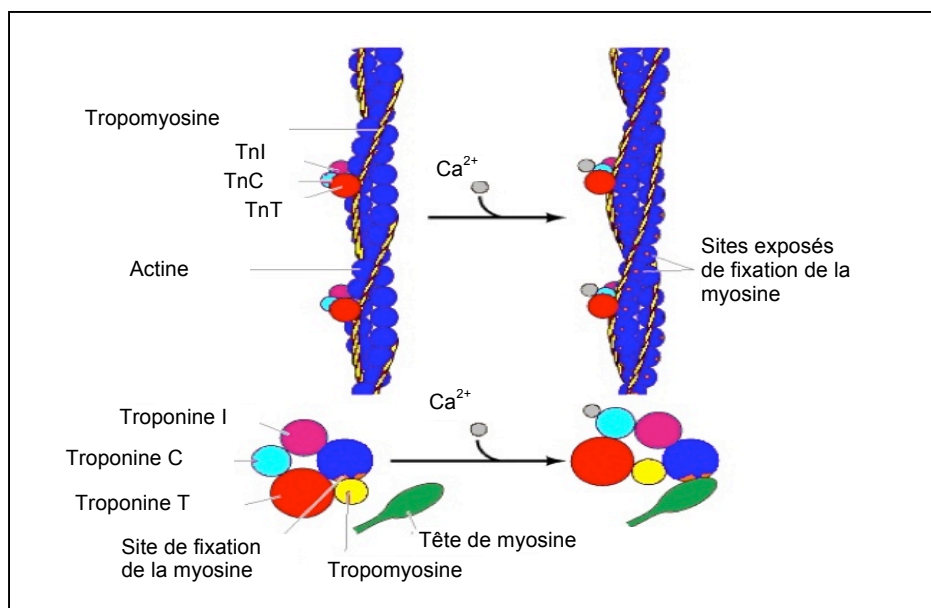 Tropomyosine
TnI
TnC
TnT
Ca²⁺
Actine
Sites exposés
de fixation de la
myosine
Ca²⁺
Troponine I
Troponine C
Troponine T
Site de fixation
de la myosine
Tropomyosine
Tête de myosine